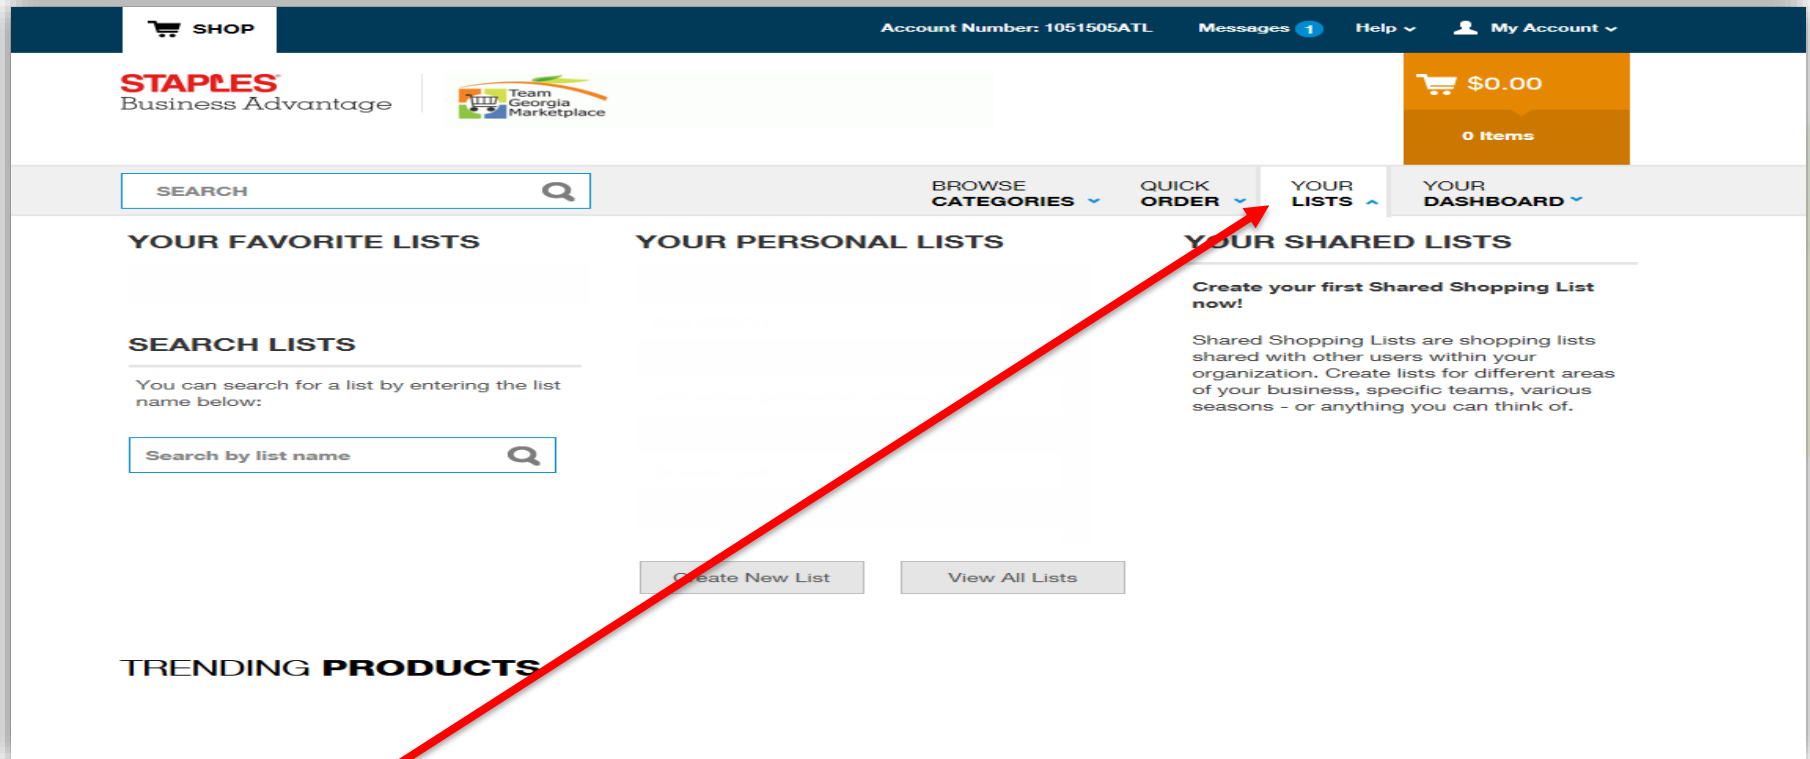 SHOP
Account Number: 1051505ATL
Messages 1
Help
My Account
STAPLES
Business Advantage
Team
Georgia
Marketplace
$0.00
0 Items
SEARCH
BROWSE
CATEGORIES
QUICK
ORDER
YOUR
LISTS
YOUR
DASHBOARD
YOUR FAVORITE LISTS
SEARCH LISTS
You can search for a list by entering the list
name below:
Search by list name
YOUR PERSONAL LISTS
Create New List
View All Lists
YOUR SHARED LISTS
Create your first Shared Shopping List
now!
Shared Shopping Lists are shopping lists
shared with other users within your
organization. Create lists for different areas
of your business, specific teams, various
seasons - or anything you can think of.
TRENDING PRODUCTS